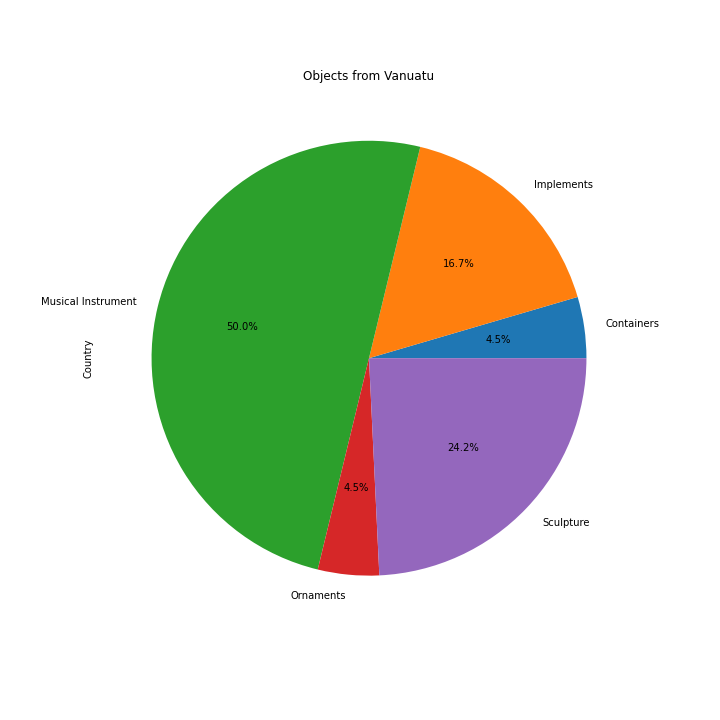 Objects from Vanuatu
Implements
16.7%
Musical Instrument
50.0%
Containers
4.5%
Country
24.2%
4.5%
Sculpture
Ornaments